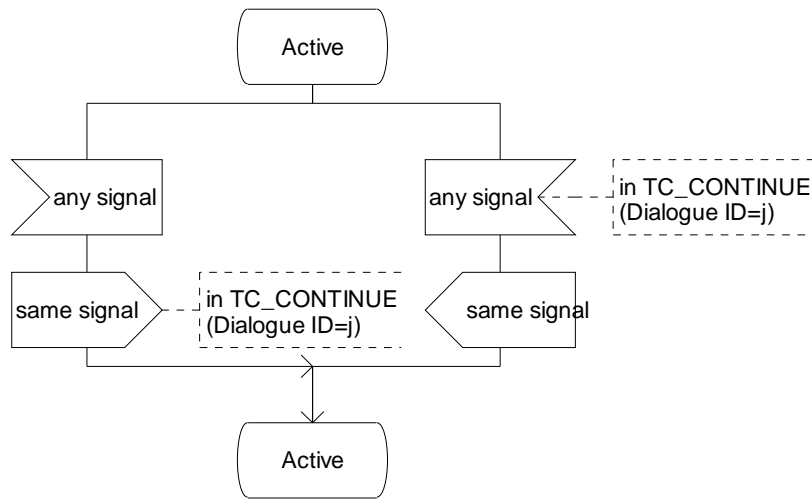 Active
any signal
any signal
in TC_CONTINUE
(Dialogue ID=j)
same signal
in TC_CONTINUE
(Dialogue ID=j)
same signal
Active